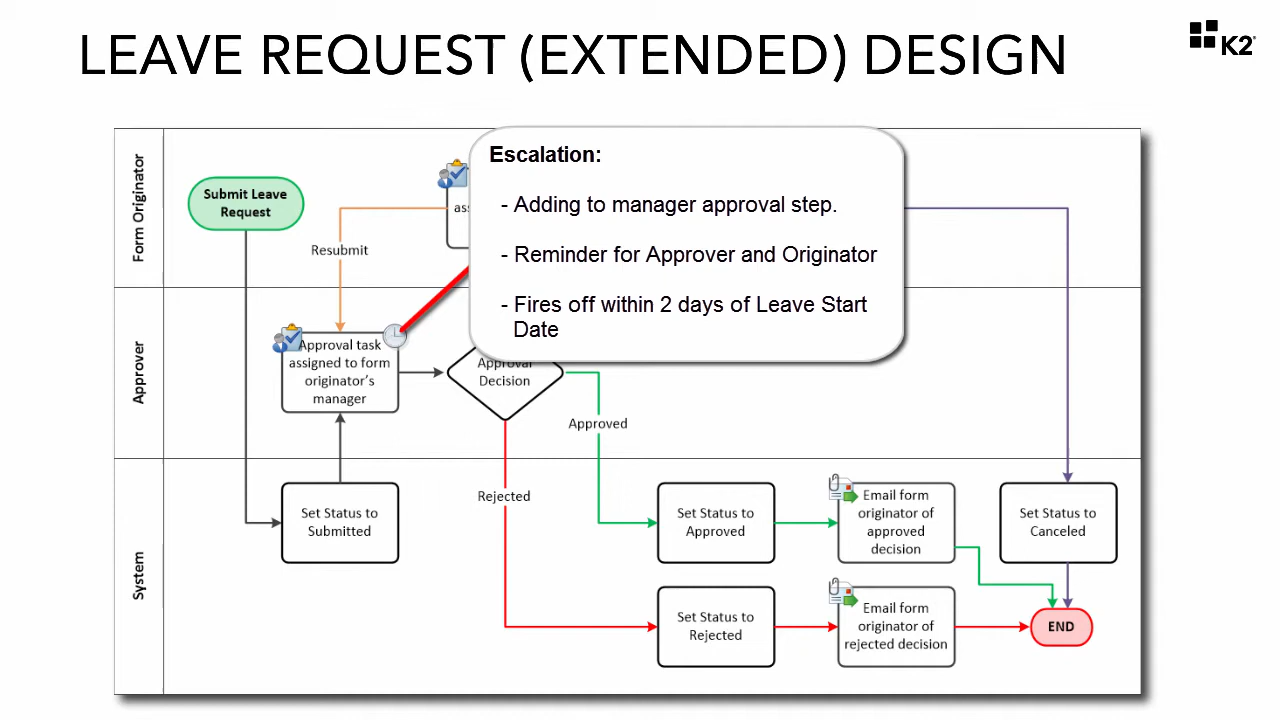 LEAVE REQUEST (EXTENDED) DESIGN
K2
Form Originator
Submit Leave
Request
Resubmit
Escalation:
- Adding to manager approval step.
- Reminder for Approver and Originator
- Fires off within 2 days of Leave Start
Date
Approver
Approval task
assigned to form
originator's
manager
Approval
Decision
Approved
Rejected
System
Set Status to
Submitted
Set Status to
Approved
Email form
originator of
approved
decision
Set Status to
Canceled
Set Status to
Rejected
Email form
originator of
rejected decision
END